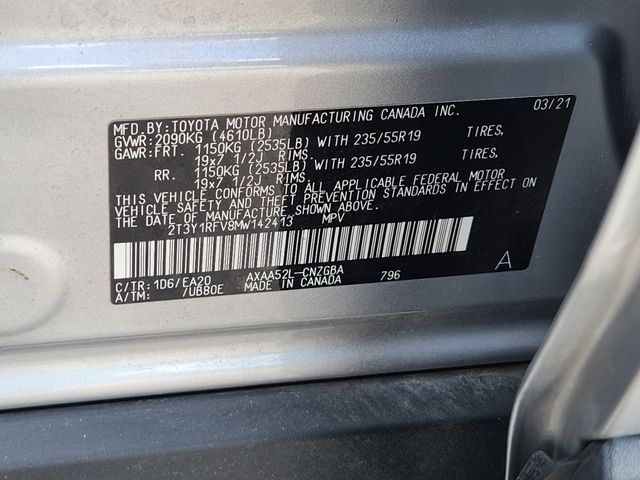 MFD.BY:TOYOTA MOTOR MANUFACTURING CANADA INC. 03/21
GVWR:2090KG (4610LB)
GAWR:FRT. 1150KG (2535LB) WITH 235/55R19 TIRES,
19x7 1/2J RIMS
RR. 1150KG (2535LB) WITH 235/55R19 TIRES,
19x7 1/2J RIMS
THIS VEHICLE CONFORMS TO ALL APPLICABLE FEDERAL MOTOR
VEHICLE SAFETY AND THEFT PREVENTION STANDARDS IN EFFECT ON
THE DATE OF MANUFACTURE SHOWN ABOVE.
2T3Y1RFV8MW142413 MPV
A
C/TR:1D6/EA20 AXAA52L-CNZGBA 796
A/TM: /UB80E MADE IN CANADA